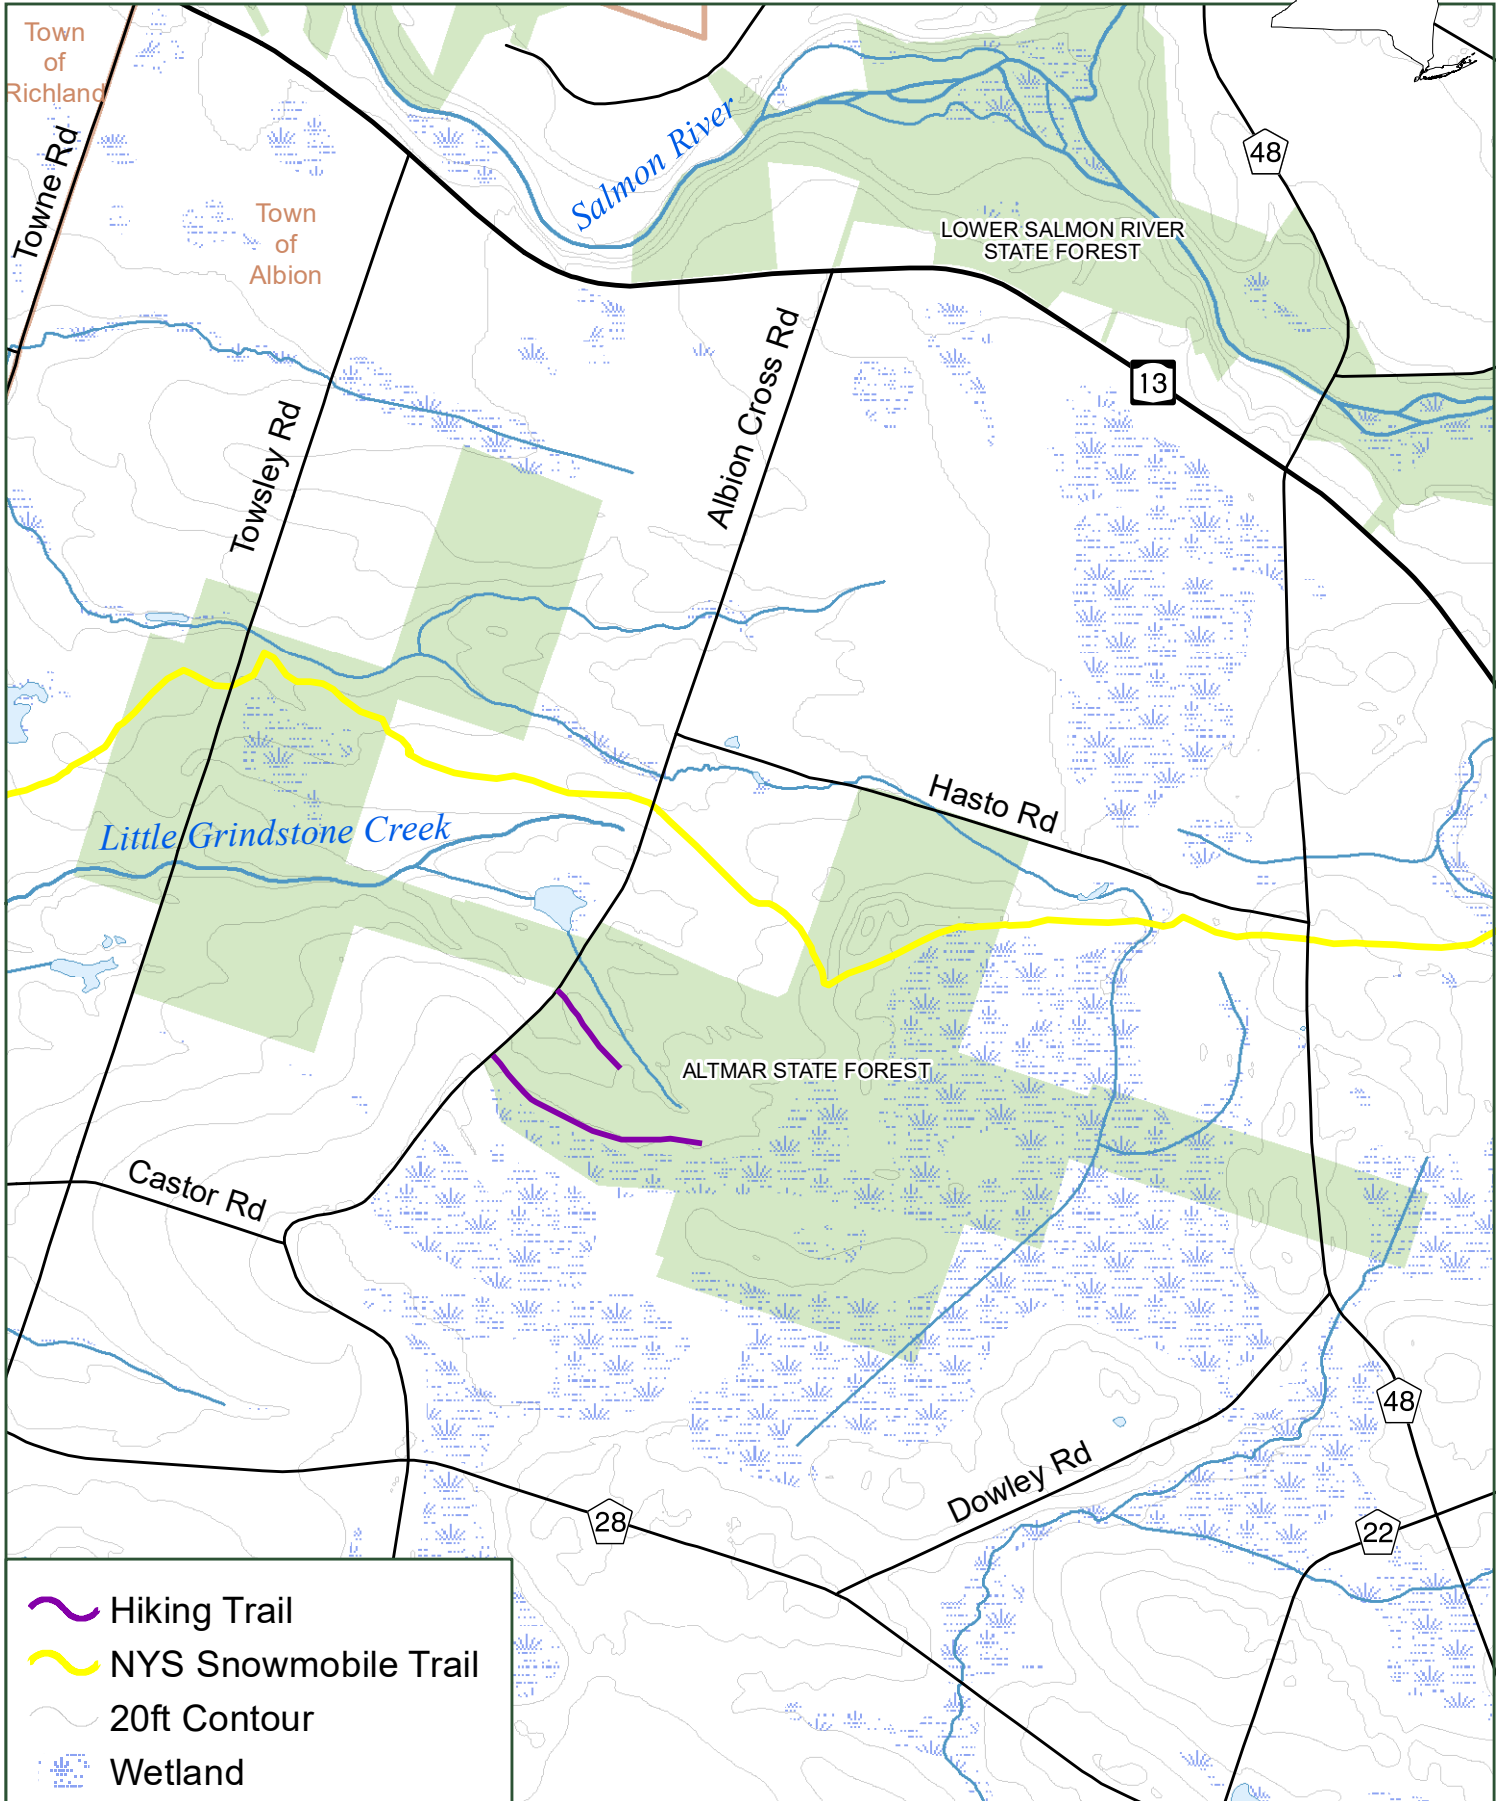 Town
of
Richland
Towne Rd
Town
of
Albion
Salmon River
48
LOWER SALMON RIVER
STATE FOREST
13
Albion Cross Rd
Towsley Rd
Hasto Rd
Little Grindstone Creek
ALTMAR STATE FOREST
Castor Rd
48
Dowley Rd
28
22
Hiking Trail
NYS Snowmobile Trail
20ft Contour
Wetland